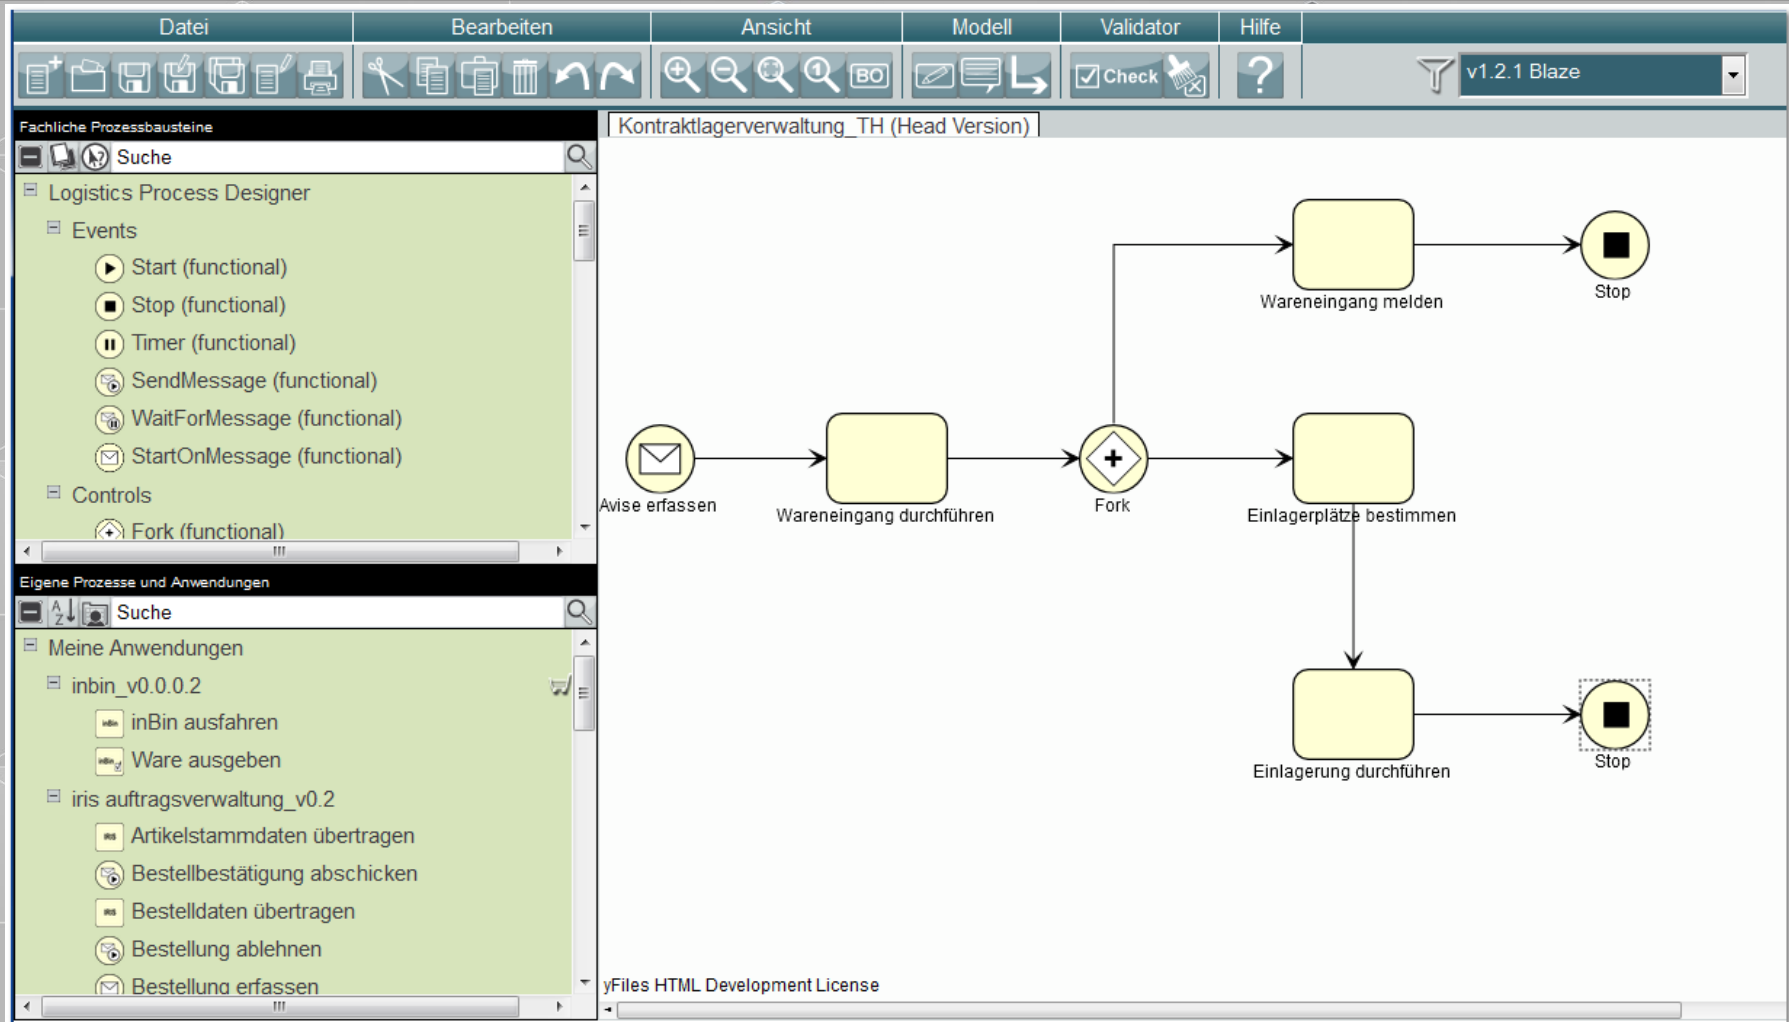 Datei Bearbeiten Ansicht Modell Validator Hilfe
1 BO Check ? v1.2.1 Blaze
Fachliche Prozessbausteine
Suche
Logistics Process Designer
Events
Start (functional)
Stop (functional)
Timer (functional)
SendMessage (functional)
WaitForMessage (functional)
StartOnMessage (functional)
Controls
Fork (functional)
Eigene Prozesse und Anwendungen
A
Z
Suche
Meine Anwendungen
inbin_v0.0.0.2
inBin ausfahren
Ware ausgeben
iris auftragsverwaltung_v0.2
Artikelstammdaten übertragen
Bestellbestätigung abschicken
Bestelldaten übertragen
Bestellung ablehnen
Bestellung erfassen
Kontraktlagerverwaltung_TH (Head Version)
Wareneingang melden
Stop
Avise erfassen
Wareneingang durchführen
Fork
Einlagerplätze bestimmen
Einlagerung durchführen
Stop
yFiles HTML Development License